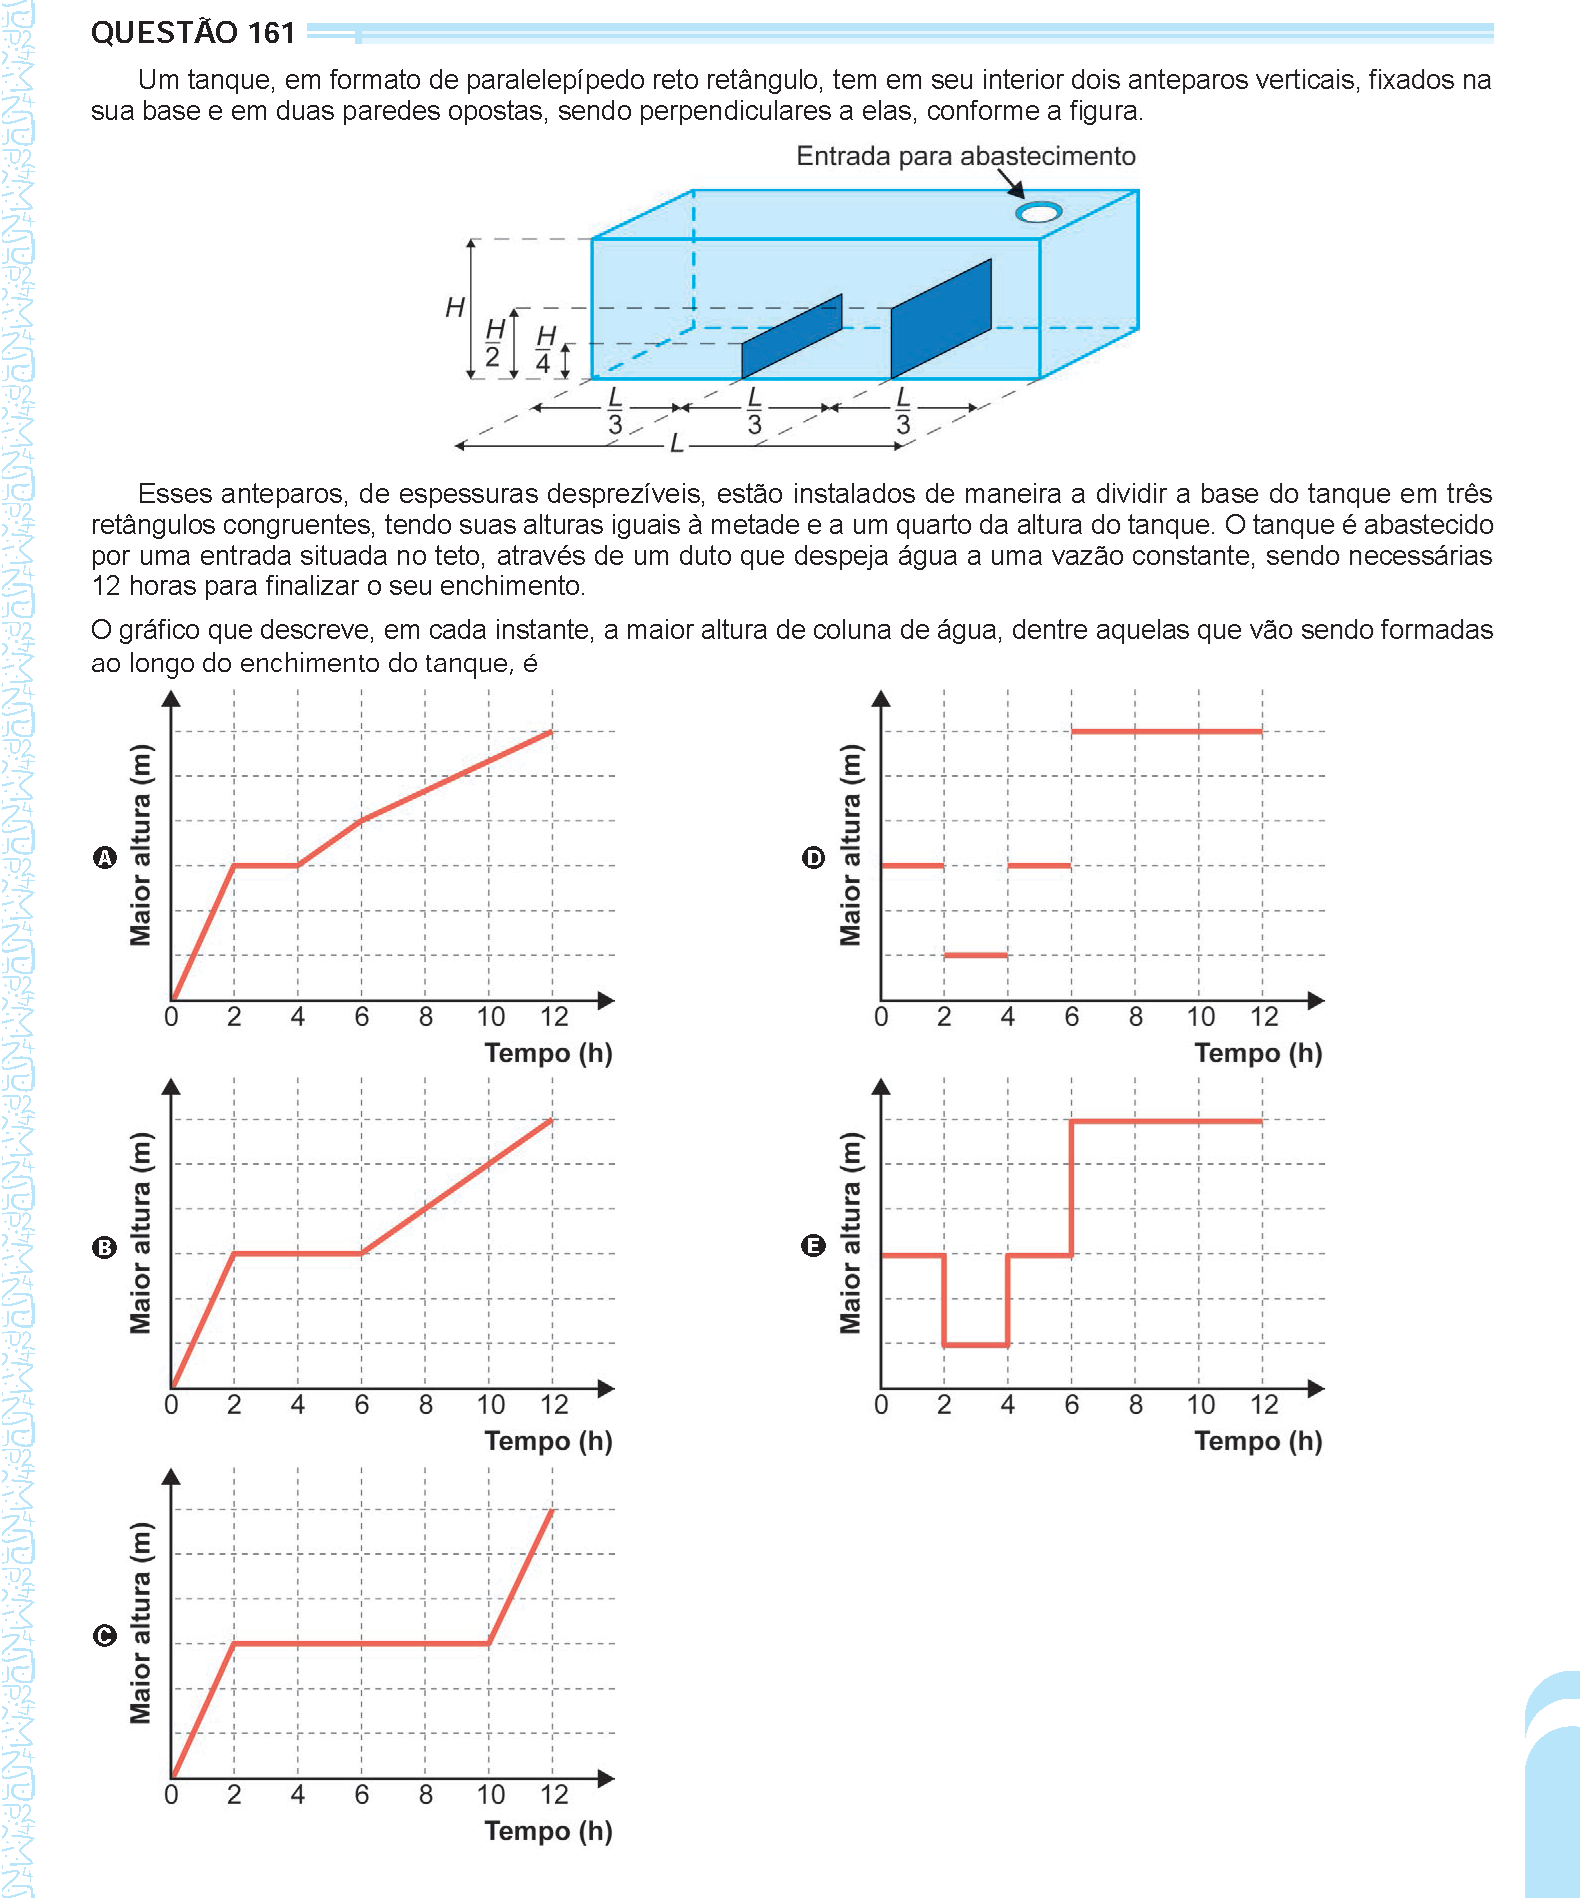 QUESTÃO 161
Um tanque, em formato de paralelepípedo reto retângulo, tem em seu interior dois anteparos verticais, fixados na
sua base e em duas paredes opostas, sendo perpendiculares a elas, conforme a figura.
Entrada para abastecimento
H
H
2
H
4
L
3
L
3
L
3
L
Esses anteparos, de espessuras desprezíveis, estão instalados de maneira a dividir a base do tanque em três
retângulos congruentes, tendo suas alturas iguais à metade e a um quarto da altura do tanque. O tanque é abastecido
por uma entrada situada no teto, através de um duto que despeja água a uma vazão constante, sendo necessárias
12 horas para finalizar o seu enchimento.
O gráfico que descreve, em cada instante, a maior altura de coluna de água, dentre aquelas que vão sendo formadas
ao longo do enchimento do tanque, é
A
Maior altura (m)
0 2 4 6 8 10 12
Tempo (h)
B
Maior altura (m)
0 2 4 6 8 10 12
Tempo (h)
C
Maior altura (m)
0 2 4 6 8 10 12
Tempo (h)
D
Maior altura (m)
0 2 4 6 8 10 12
Tempo (h)
E
Maior altura (m)
0 2 4 6 8 10 12
Tempo (h)